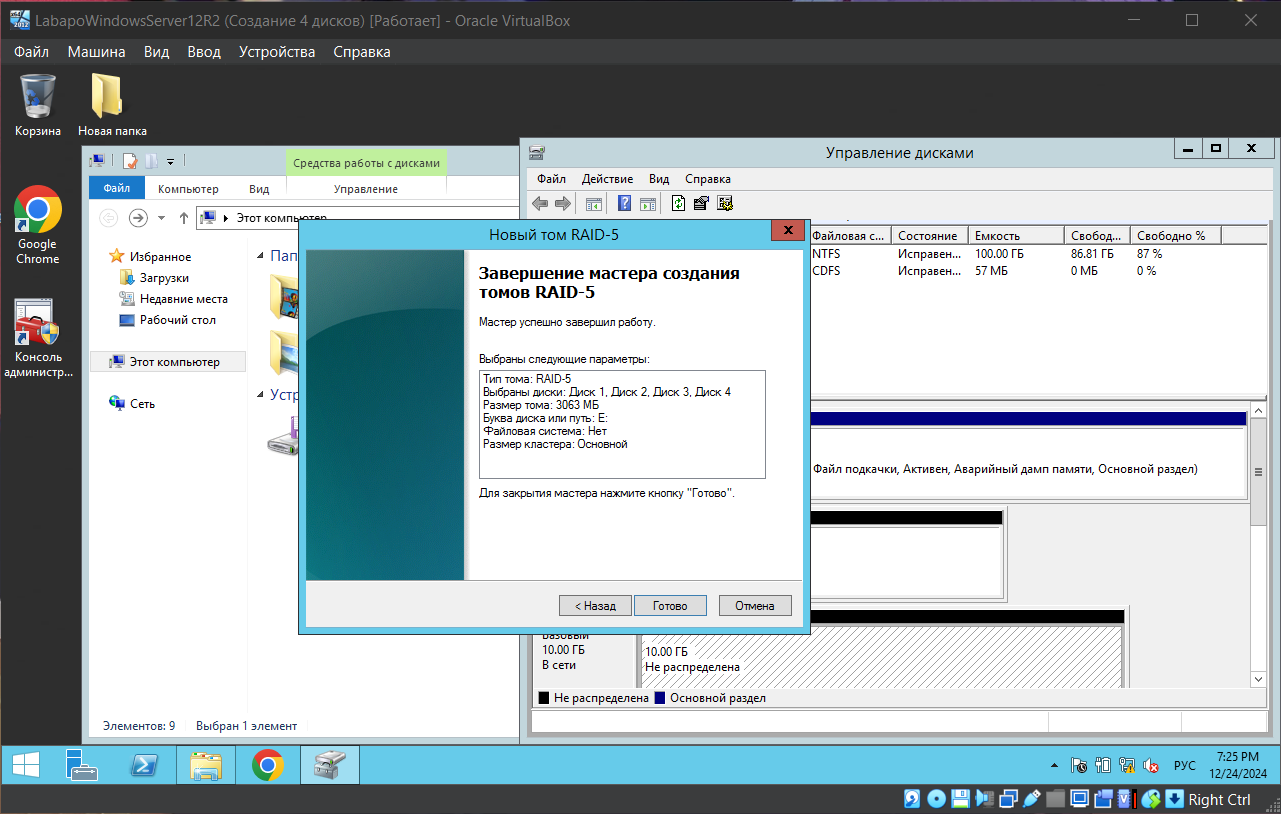 LabapoWindowsServer12R2 (Создание 4 дисков) [Работает] - Oracle VirtualBox
Файл Машина Вид Ввод Устройства Справка
Корзина
Новая папка
Google Chrome
Консоль администр...
Средства работы с дисками
Файл Компьютер Вид Управление
Этот компьютер
Избранное
Загрузки
Недавние места
Рабочий стол
Этот компьютер
Сеть
Пап
Устр
Элементов: 9 Выбран 1 элемент
Управление дисками
Файл Действие Вид Справка
Файловая с... Состояние Емкость Свобод... Свободно %
NTFS Исправен... 100.00 ГБ 86.81 ГБ 87 %
CDFS Исправен... 57 МБ 0 МБ 0 %
Файл подкачки, Активен, Аварийный дамп памяти, Основной раздел)
Базовый
10.00 ГБ
В сети
10.00 ГБ
Не распределена
Не распределена Основной раздел
Новый том RAID-5
Завершение мастера создания
томов RAID-5
Мастер успешно завершил работу.
Выбраны следующие параметры:
Тип тома: RAID-5
Выбраны диски: Диск 1, Диск 2, Диск 3, Диск 4
Размер тома: 3063 МБ
Буква диска или путь: E:
Файловая система: Нет
Размер кластера: Основной
Для закрытия мастера нажмите кнопку "Готово".
< Назад Готово Отмена
РУС
7:25 PM
12/24/2024
Right Ctrl